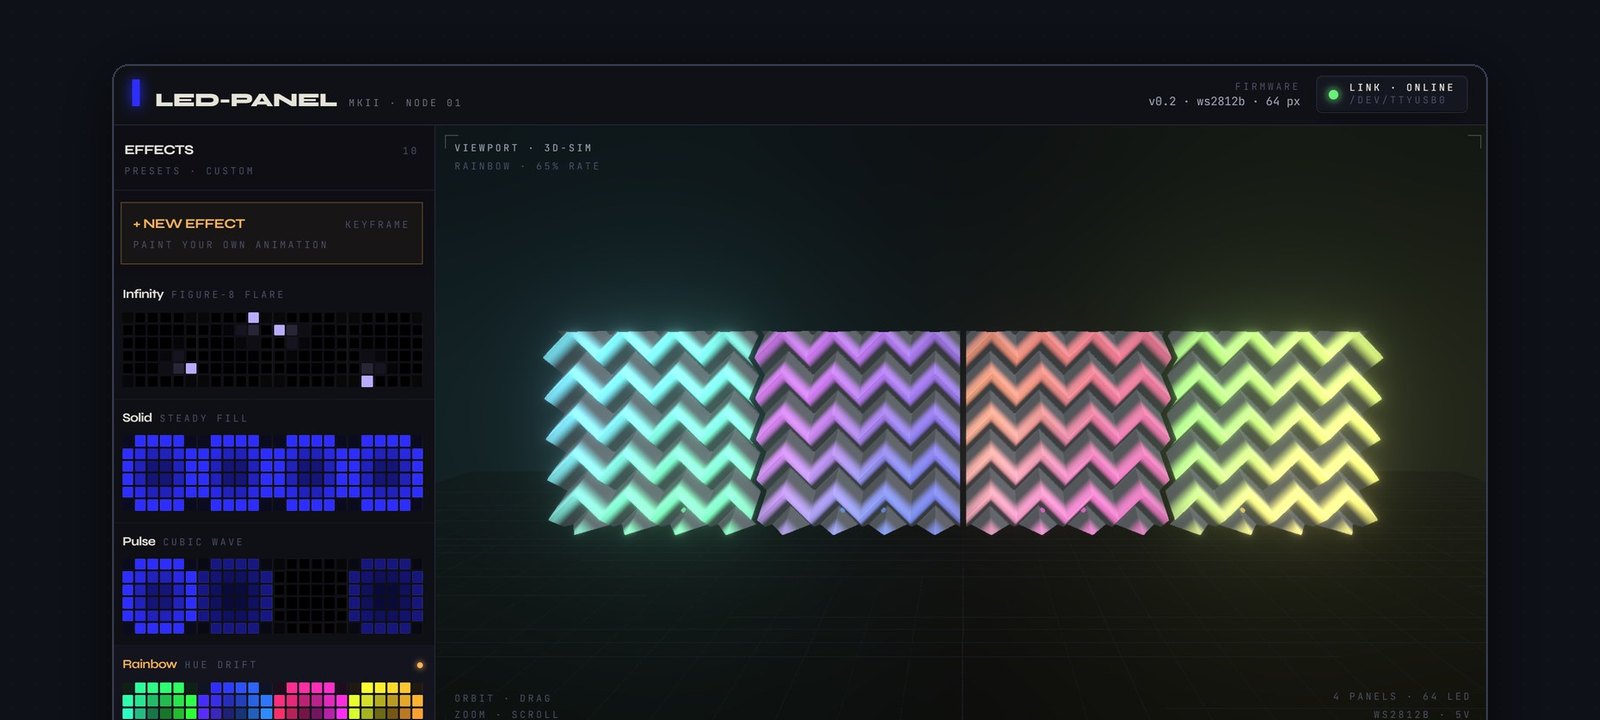 LED-PANEL MKII · NODE 01
FIRMWARE
v0.2 · ws2812b · 64 px
LINK · ONLINE
/DEV/TTYUSB0
EFFECTS 10
PRESETS · CUSTOM
+ NEW EFFECT KEYFRAME
PAINT YOUR OWN ANIMATION
Infinity FIGURE-8 FLARE
Solid STEADY FILL
Pulse CUBIC WAVE
Rainbow HUE DRIFT
VIEWPORT · 3D-SIM
RAINBOW · 65% RATE
ORBIT · DRAG
ZOOM · SCROLL
4 PANELS · 64 LED
WS2812B · 5V